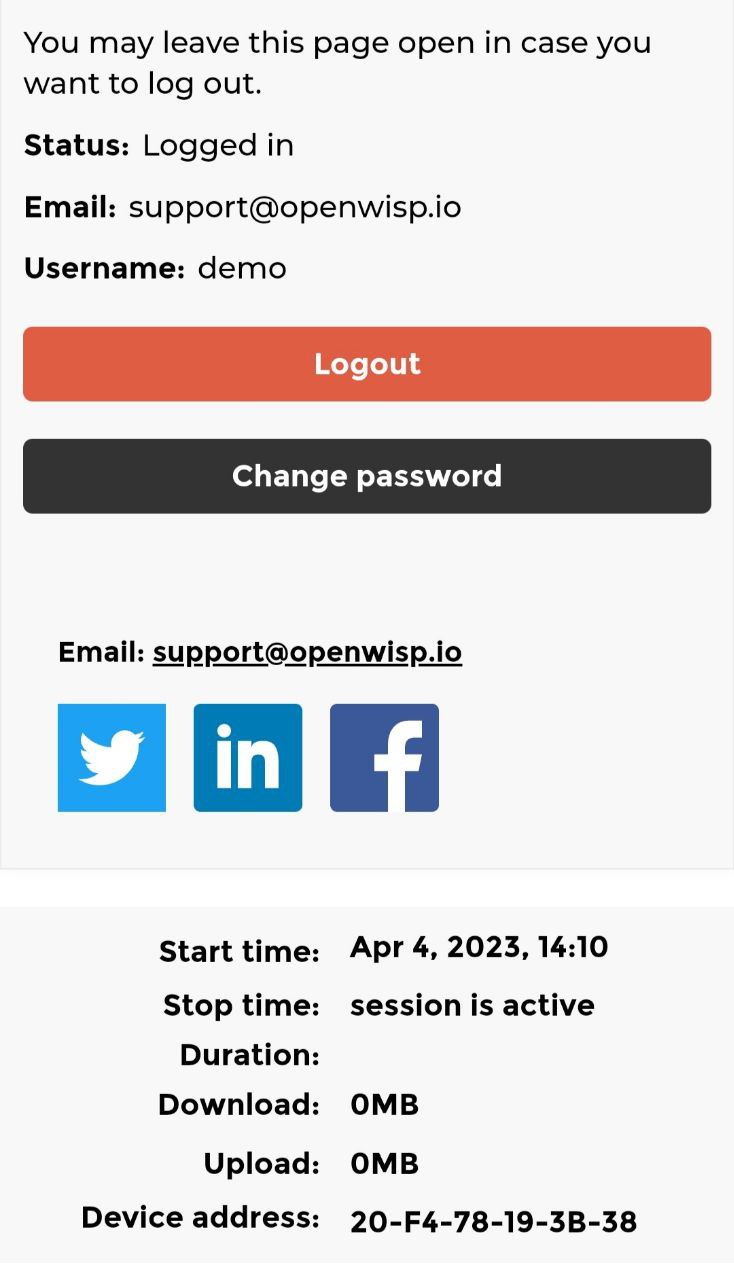 You may leave this page open in case you
want to log out.
Status: Logged in
Email: support@openwisp.io
Username: demo
Logout
Change password
Email: support@openwisp.io
in
f
Start time: Apr 4, 2023, 14:10
Stop time: session is active
Duration:
Download: 0MB
Upload: 0MB
Device address: 20-F4-78-19-3B-38